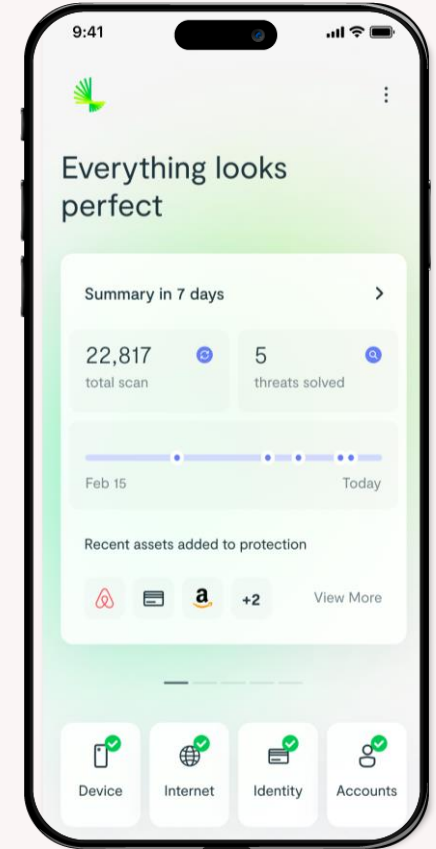 9:41
Everything looks
perfect
Summary in 7 days
22,817
total scan
5
threats solved
Feb 15
Today
Recent assets added to protection
a
+2
View More
Device
Internet
Identity
Accounts